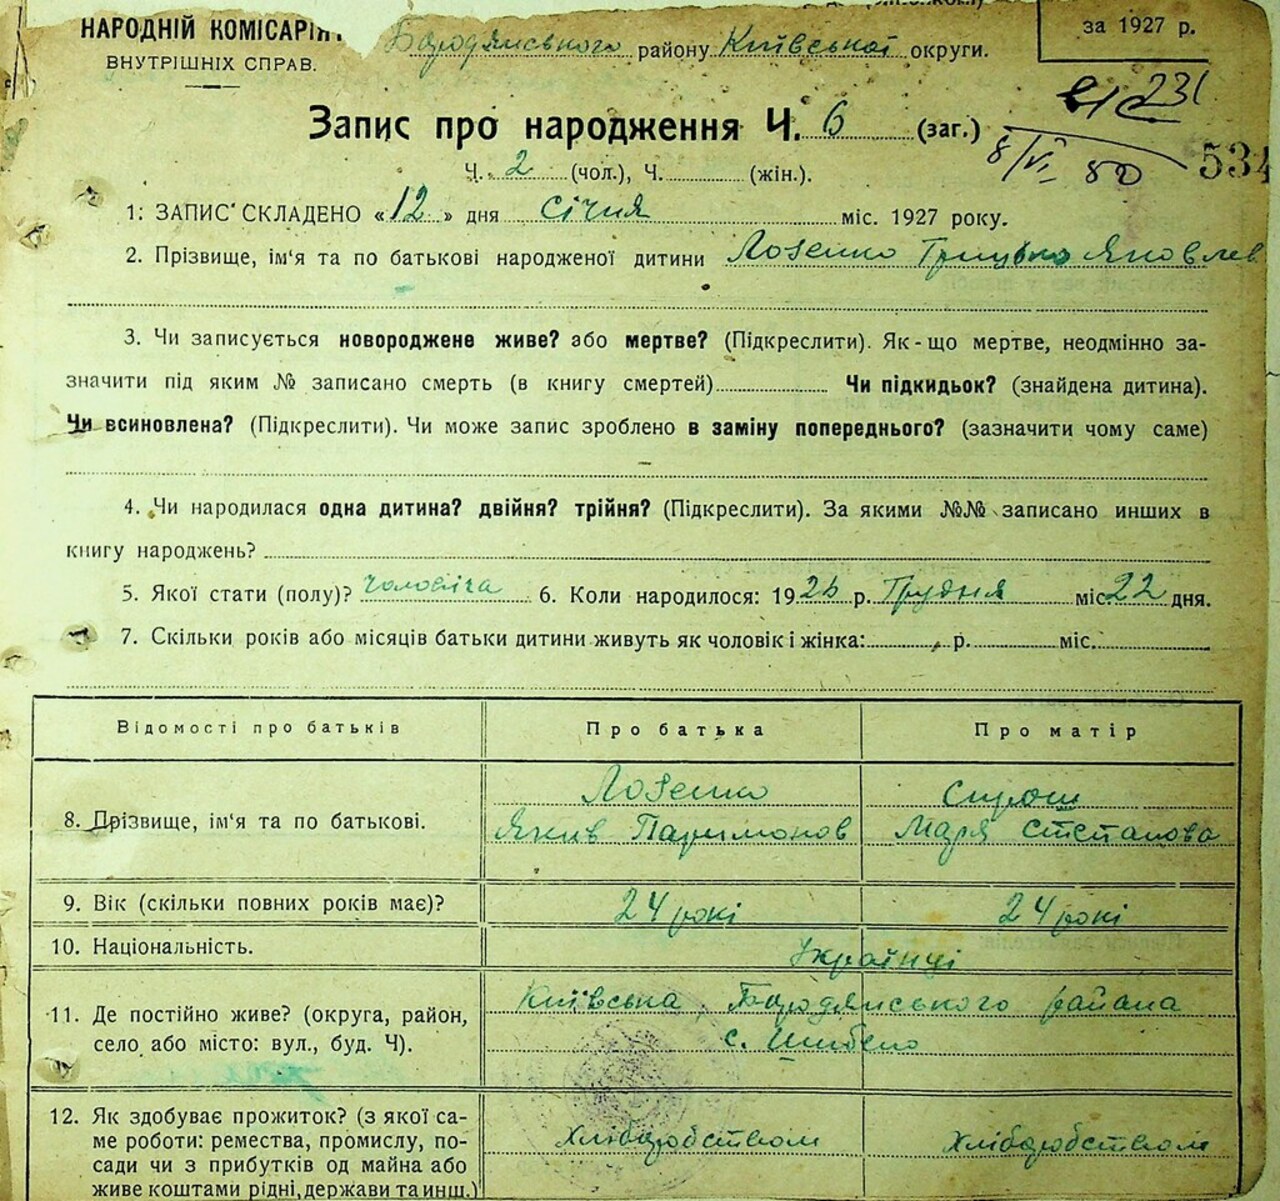 НАРОДНІЙ КОМІСАРІЯ
ВНУТРІШНІХ СПРАВ.
Бородянського району Київської округи.
за 1927 р.
231
8/VI 80
534
Запис про народження Ч. 6 (заг.)
Ч. 2 (чол.), Ч. (жін.).
1: ЗАПИС СКЛАДЕНО «12» дня січня міс. 1927 року.
2. Прізвище, ім'я та по батькові народженої дитини Лозенко Грицько Яковлев
3. Чи записується новороджене живе? або мертве? (Підкреслити). Як-що мертве, неодмінно за-
значити під яким № записано смерть (в книгу смертей) Чи підкидьок? (знайдена дитина).
Чи всиновлена? (Підкреслити). Чи може запис зроблено в заміну попереднього? (зазначити чому саме)
4. Чи народилася одна дитина? двійня? трійня? (Підкреслити). За якими №№ записано инших в
книгу народжень?
5. Якої стати (полу)? чоловіча 6. Коли народилося: 1926 р. Грудня міс. 22 дня.
7. Скільки років або місяців батьки дитини живуть як чоловік і жінка: р. міс.
Відомості про батьків Про батька Про матір
Лозенко
8. Прізвище, ім'я та по батькові. Яків Паримонов Маря Степанова
9. Вік (скільки повних років має)? 24 рокі 24 рокі
10. Національність. Українці
Київська, Бородянського района
11. Де постійно живе? (округа, район,
село або місто: вул., буд. Ч). с. Шибено
12. Як здобуває прожиток? (з якої са-
ме роботи: ремества, промислу, по- Хліборобством Хліборобством
сади чи з прибутків од майна або
живе коштами рідні, держави та инш.)